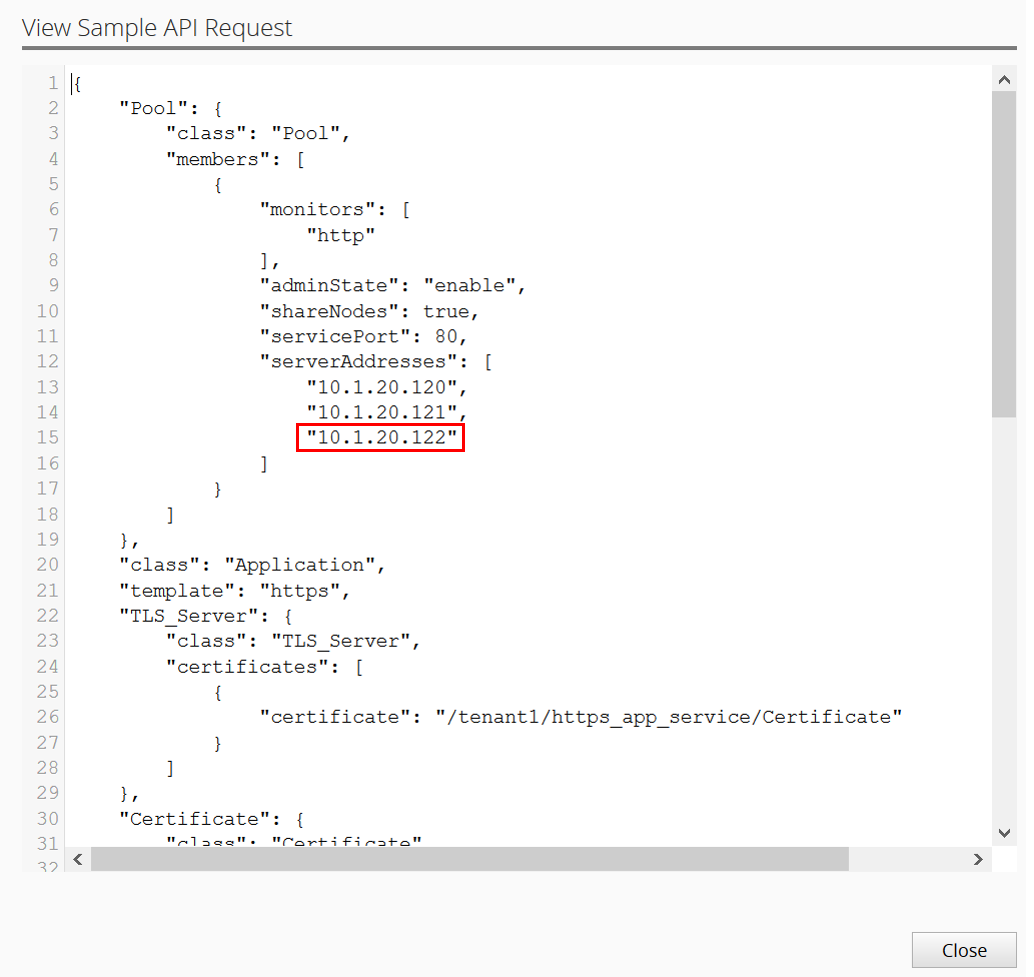 View Sample API Request
1 {
2     "Pool": {
3         "class": "Pool",
4         "members": [
5             {
6                 "monitors": [
7                     "http"
8                 ],
9                 "adminState": "enable",
10                 "shareNodes": true,
11                 "servicePort": 80,
12                 "serverAddresses": [
13                     "10.1.20.120",
14                     "10.1.20.121",
15                     "10.1.20.122"
16                 ]
17             }
18         ]
19     },
20     "class": "Application",
21     "template": "https",
22     "TLS_Server": {
23         "class": "TLS_Server",
24         "certificates": [
25             {
26                 "certificate": "/tenant1/https_app_service/Certificate"
27             }
28         ]
29     },
30     "Certificate": {
31         "class": "Certificate"
32
Close